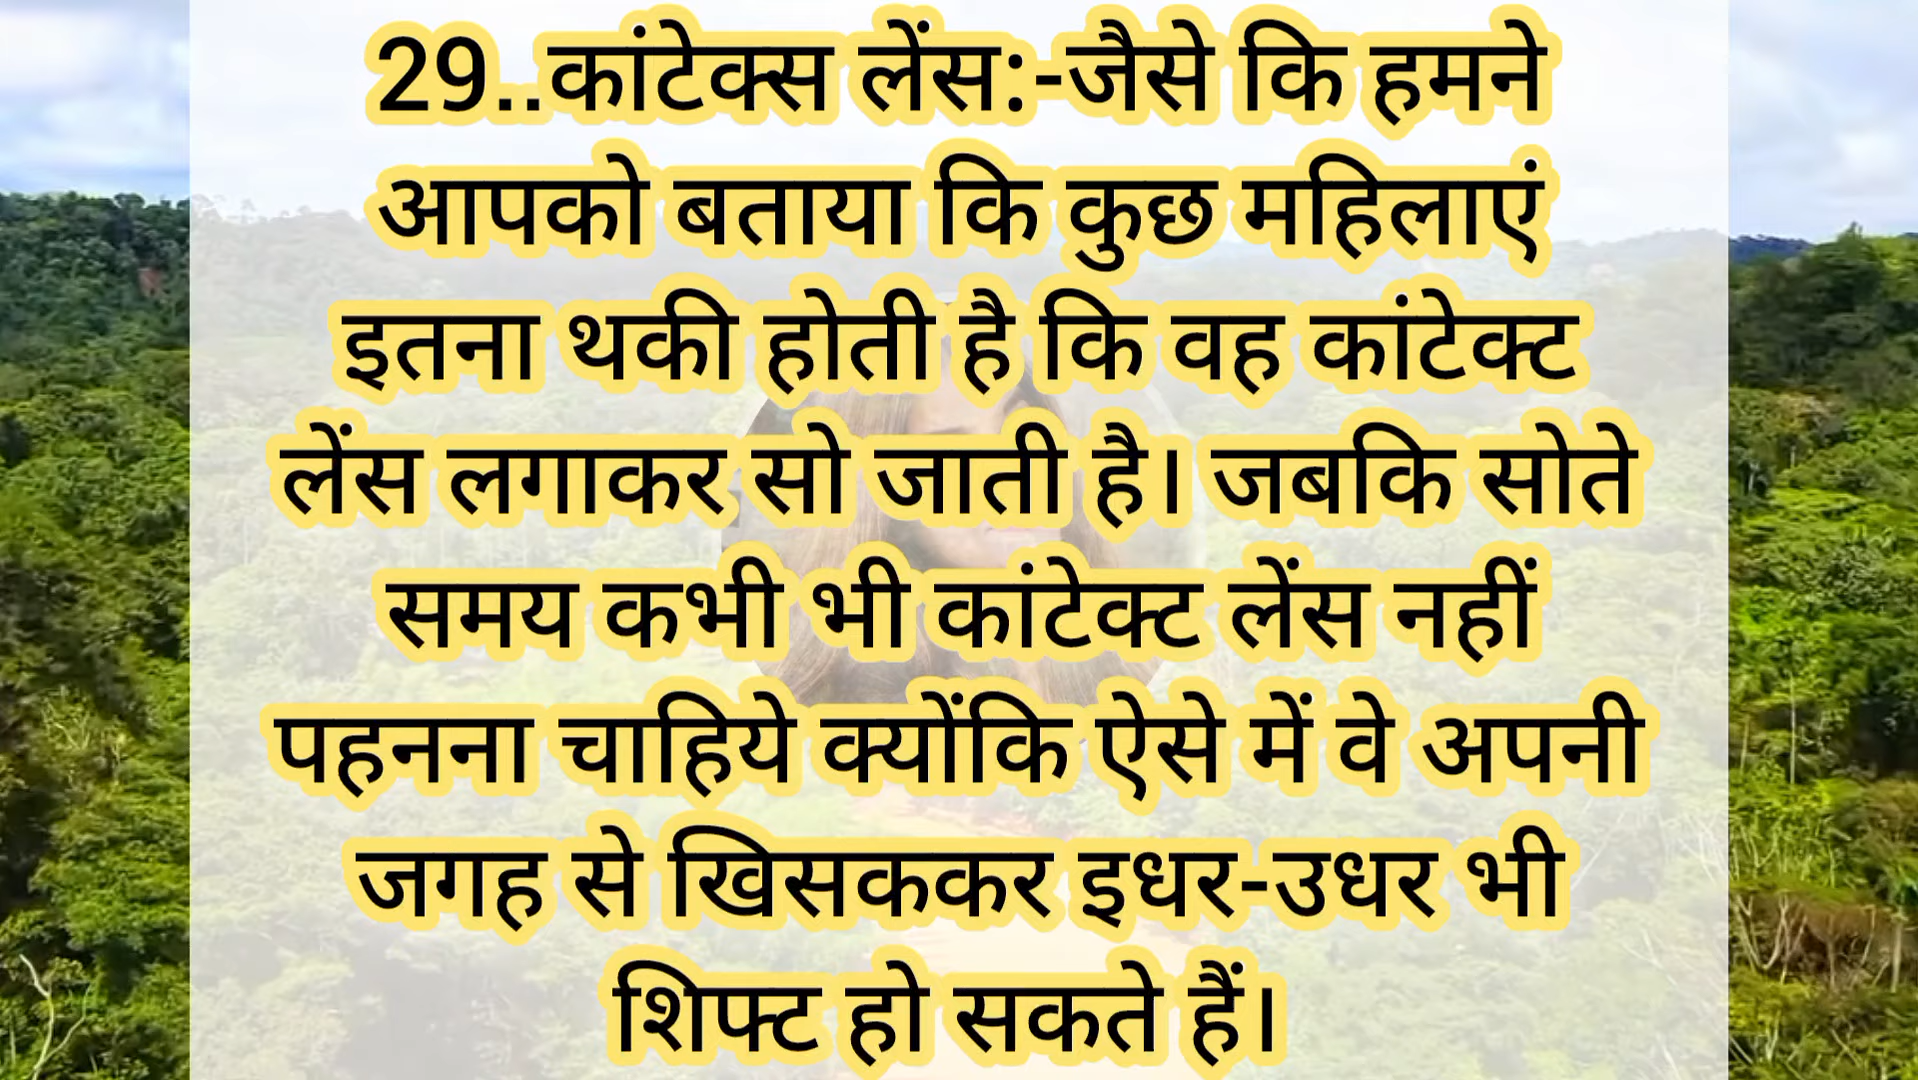 29..कांटेक्स लेंस:-जैसे कि हमने
आपको बताया कि कुछ महिलाएं
इतना थकी होती है कि वह कांटेक्ट
लेंस लगाकर सो जाती है। जबकि सोते
समय कभी भी कांटेक्ट लेंस नहीं
पहनना चाहिये क्योंकि ऐसे में वे अपनी
जगह से खिसककर इधर-उधर भी
शिफ्ट हो सकते हैं।